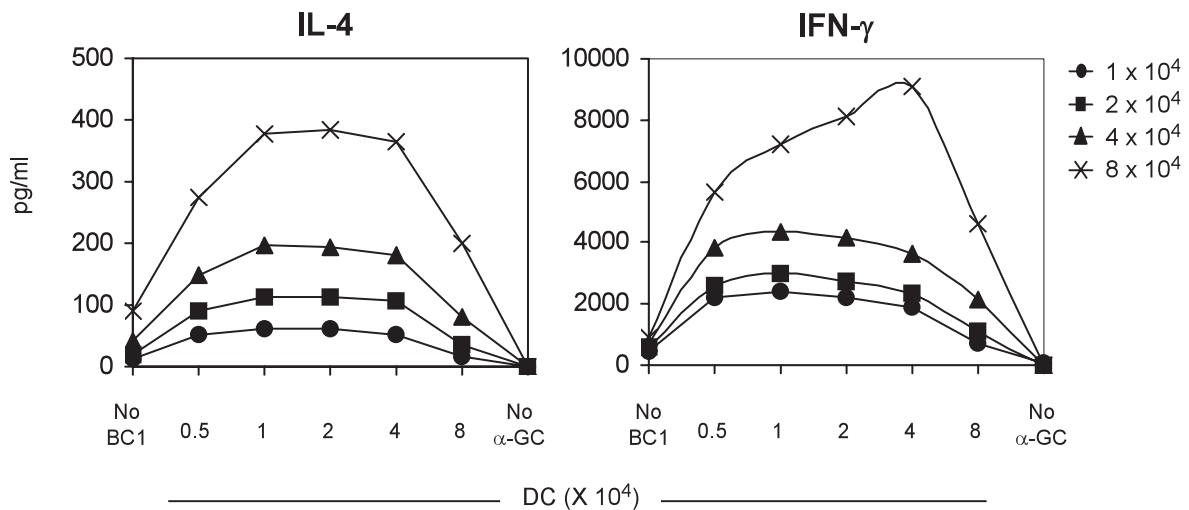 IL-4
IFN-γ
pg/ml
500
400
300
200
100
0
10000
8000
6000
4000
2000
0
1 x 10⁴
2 x 10⁴
4 x 10⁴
8 x 10⁴
No
BC1
0.5
1
2
4
8
No
α-GC
No
BC1
0.5
1
2
4
8
No
α-GC
DC (X 10⁴)